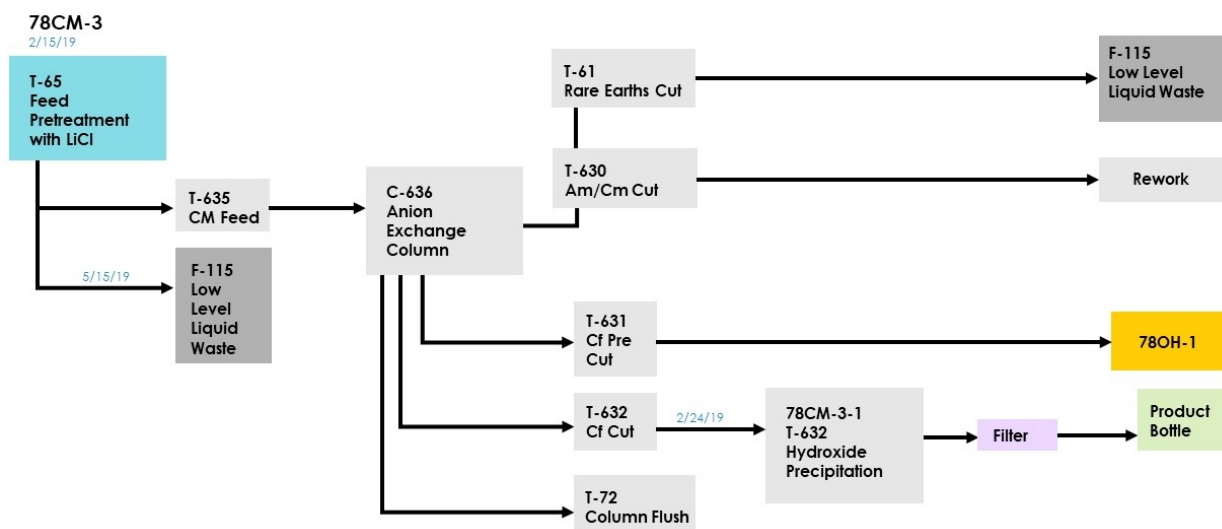 78CM-3
2/15/19
T-65
Feed
Pretreatment
with LiCl
T-635
CM Feed
5/15/19
F-115
Low
Level
Liquid
Waste
C-636
Anion
Exchange
Column
T-61
Rare Earths Cut
F-115
Low Level
Liquid Waste
T-630
Am/Cm Cut
Rework
T-631
Cf Pre
Cut
78OH-1
T-632
Cf Cut
2/24/19
78CM-3-1
T-632
Hydroxide
Precipitation
Filter
Product
Bottle
T-72
Column Flush